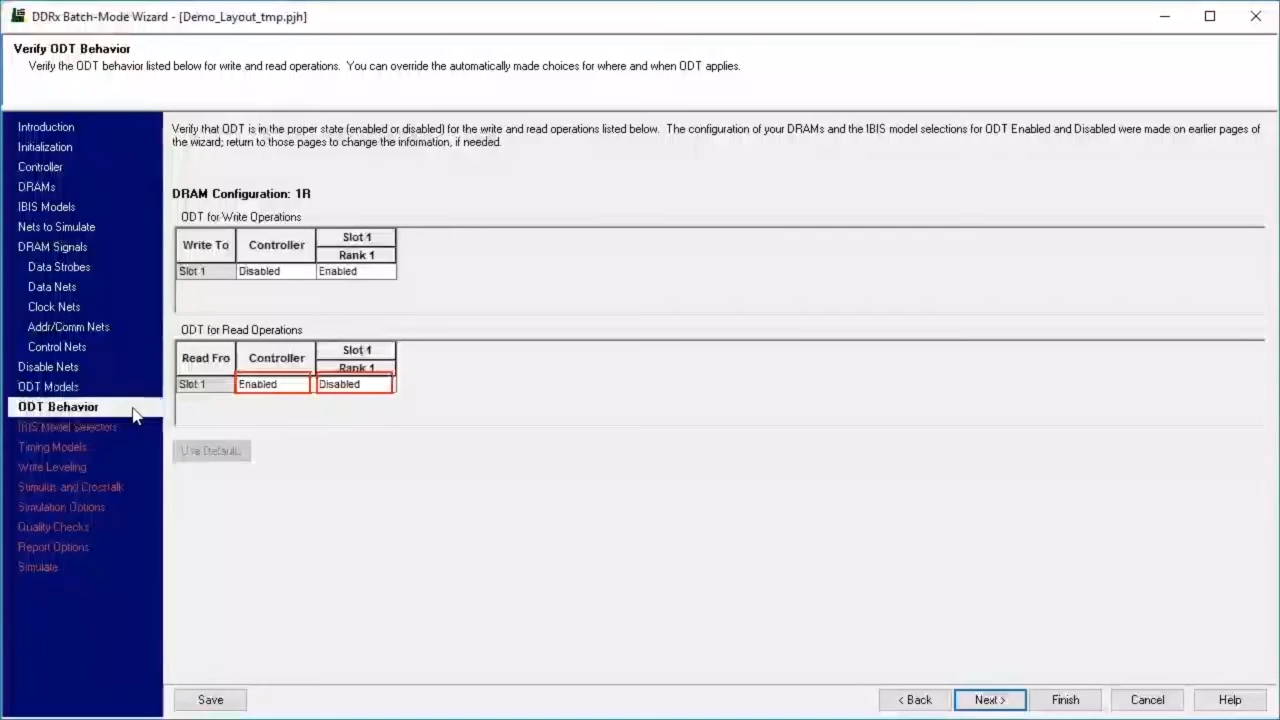 DDRx Batch-Mode Wizard - [Demo_Layout_tmp.pjh]
Verify ODT Behavior
Verify the ODT behavior listed below for write and read operations. You can override the automatically made choices for where and when ODT applies.
Introduction
Initialization
Controller
DRAMs
IBIS Models
Nets to Simulate
DRAM Signals
Data Strobes
Data Nets
Clock Nets
Addr/Comm Nets
Control Nets
Disable Nets
ODT Models
ODT Behavior
IBIS Model Selectors
Timing Models
Write Leveling
Stimulus and Crosstalk
Simulation Options
Quality Checks
Report Options
Simulate
Verify that ODT is in the proper state (enabled or disabled) for the write and read operations listed below. The configuration of your DRAMs and the IBIS model selections for ODT Enabled and Disabled were made on earlier pages of
the wizard; return to those pages to change the information, if needed.
DRAM Configuration: 1R
ODT for Write Operations
Write To Controller Slot 1
Rank 1
Slot 1 Disabled Enabled
ODT for Read Operations
Read Fro Controller Slot 1
Rank 1
Slot 1 Enabled Disabled
Use Defaults
Save < Back Next > Finish Cancel Help